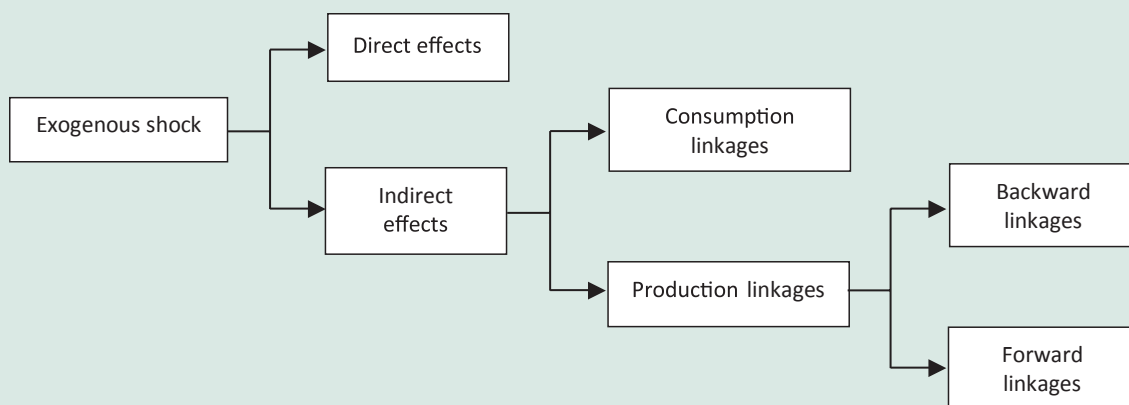 Direct effects
Exogenous shock
Consumption
linkages
Indirect
effects
Backward
linkages
Production linkages
Forward
linkages